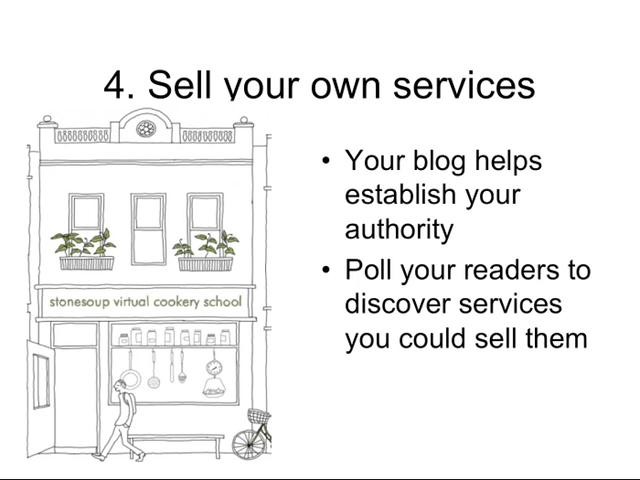 4. Sell your own services
stonesoup virtual cookery school
• Your blog helps
establish your
authority
• Poll your readers to
discover services
you could sell them